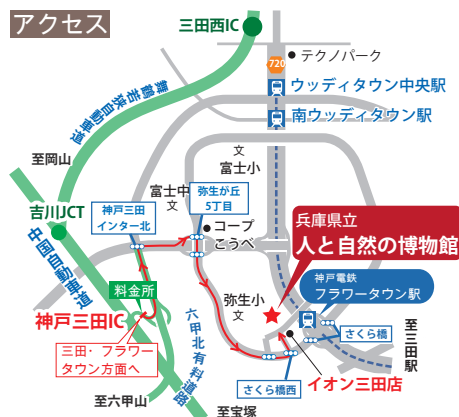 アクセス
三田西IC
720
テクノパーク
ウッディタウン中央駅
南ウッディタウン駅
舞鶴若狭自動車道
至岡山
富士小
文
富士中
文
弥生が丘
5丁目
吉川JCT
神戸三田
インター北
コープ
こうべ
兵庫県立
人と自然の博物館
中国自動車道
料金所
神戸電鉄
フラワータウン駅
弥生小
文
神戸三田IC
六甲北有料道路
さくら橋
至三田駅
三田・フラワー
タウン方面へ
さくら橋西
イオン三田店
至六甲山
至宝塚